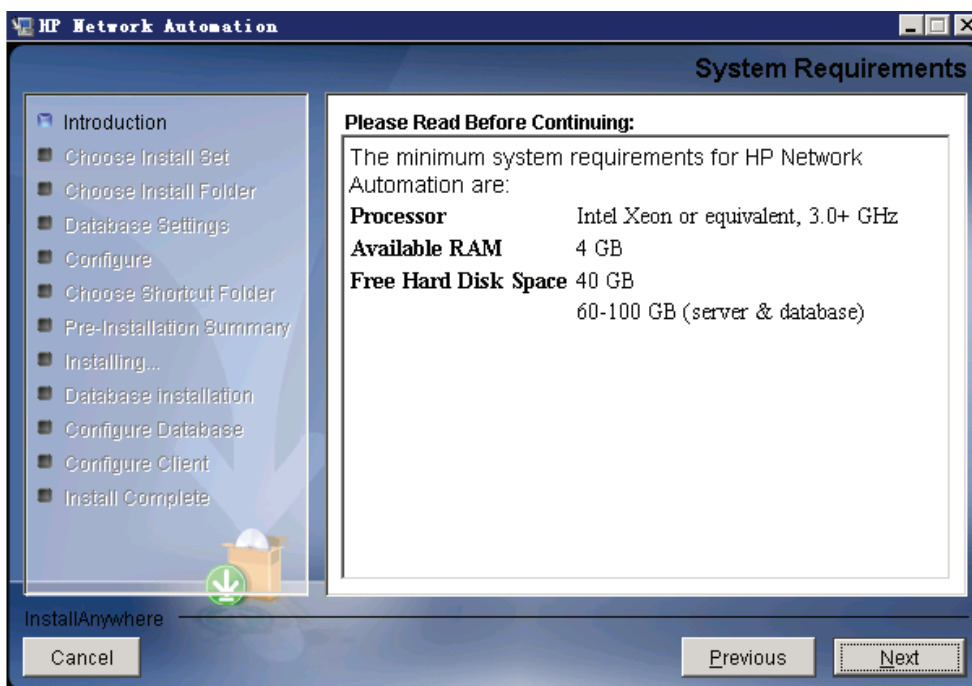 HP Network Automation
System Requirements
Introduction
Choose Install Set
Choose Install Folder
Database Settings
Configure
Choose Shortcut Folder
Pre-Installation Summary
Installing...
Database installation
Configure Database
Configure Client
Install Complete
Please Read Before Continuing:
The minimum system requirements for HP Network
Automation are:
Processor Intel Xeon or equivalent, 3.0+ GHz
Available RAM 4 GB
Free Hard Disk Space 40 GB
60-100 GB (server & database)
InstallAnywhere
Cancel
Previous
Next